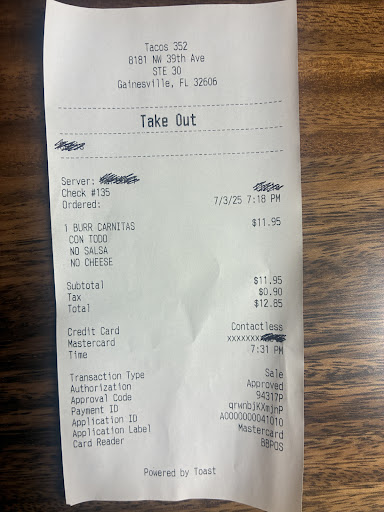 Tacos 352
8181 NW 39th Ave
STE 30
Gainesville, FL 32606
Take Out
Server:
Check #135
Ordered: 7/3/25 7:18 PM
1 BURR CARNITAS $11.95
CON TODO
NO SALSA
NO CHEESE
Subtotal $11.95
Tax $0.90
Total $12.85
Credit Card Contactless
Mastercard xxxxxxxx
Time 7:31 PM
Transaction Type Sale
Authorization Approved
Approval Code 94317P
Payment ID qrwnbjKXmjnP
Application ID A0000000041010
Application Label Mastercard
Card Reader BBPOS
Powered by Toast